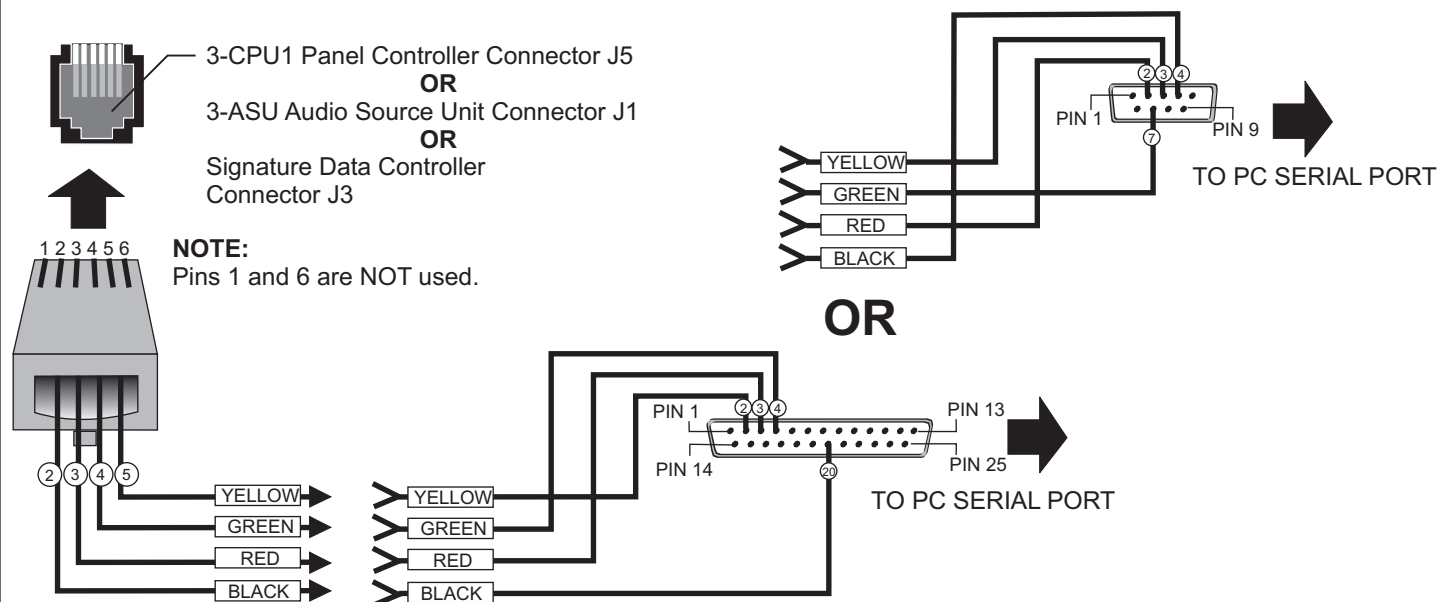 3-CPU1 Panel Controller Connector J5
OR
3-ASU Audio Source Unit Connector J1
OR
Signature Data Controller
Connector J3
1 2 3 4 5 6
NOTE:
Pins 1 and 6 are NOT used.
2 3 4 5
YELLOW
GREEN
RED
BLACK
2 3 4
PIN 1
PIN 9
7
YELLOW
GREEN
RED
BLACK
TO PC SERIAL PORT
OR
2 3 4
PIN 1
PIN 13
PIN 14
PIN 25
20
YELLOW
GREEN
RED
BLACK
TO PC SERIAL PORT